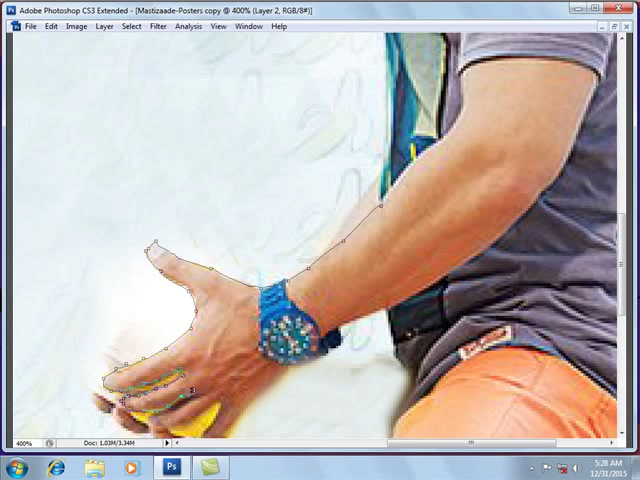 Adobe Photoshop CS3 Extended - [Mastizaade-Posters copy @ 400% (Layer 2, RGB/8#)]
File Edit Image Layer Select Filter Analysis View Window Help
400% Doc: 1.03M/3.34M
Ps
5:28 AM
12/31/2015